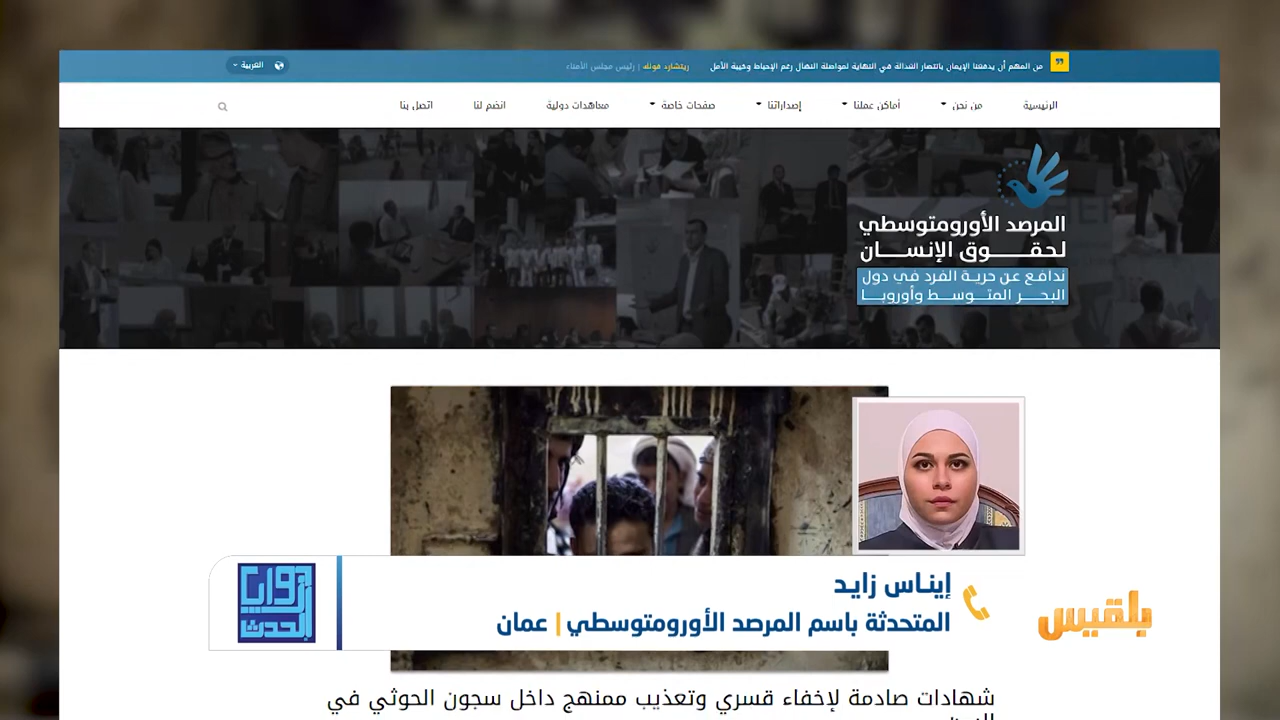 من المهم أن يدفعنا الإيمان بانتصار العدالة في النهاية لمواصلة النضال رغم الإحباط وخيبة الأمل
ريتشارد فولك | رئيس مجلس الأمناء
العربية
الرئيسية
من نحن
أماكن عملنا
إصداراتنا
صفحات خاصة
معاهدات دولية
انضم لنا
اتصل بنا
المرصد الأورومتوسطي
لحقوق الإنسان
ندافع عن حرية الفرد في دول
البحر المتوسط وأوروبا
إيناس زايد
المتحدثة باسم المرصد الأورومتوسطي | عمان
زوايا
الحدث
بلقيس
شهادات صادمة لإخفاء قسري وتعذيب ممنهج داخل سجون الحوثي في